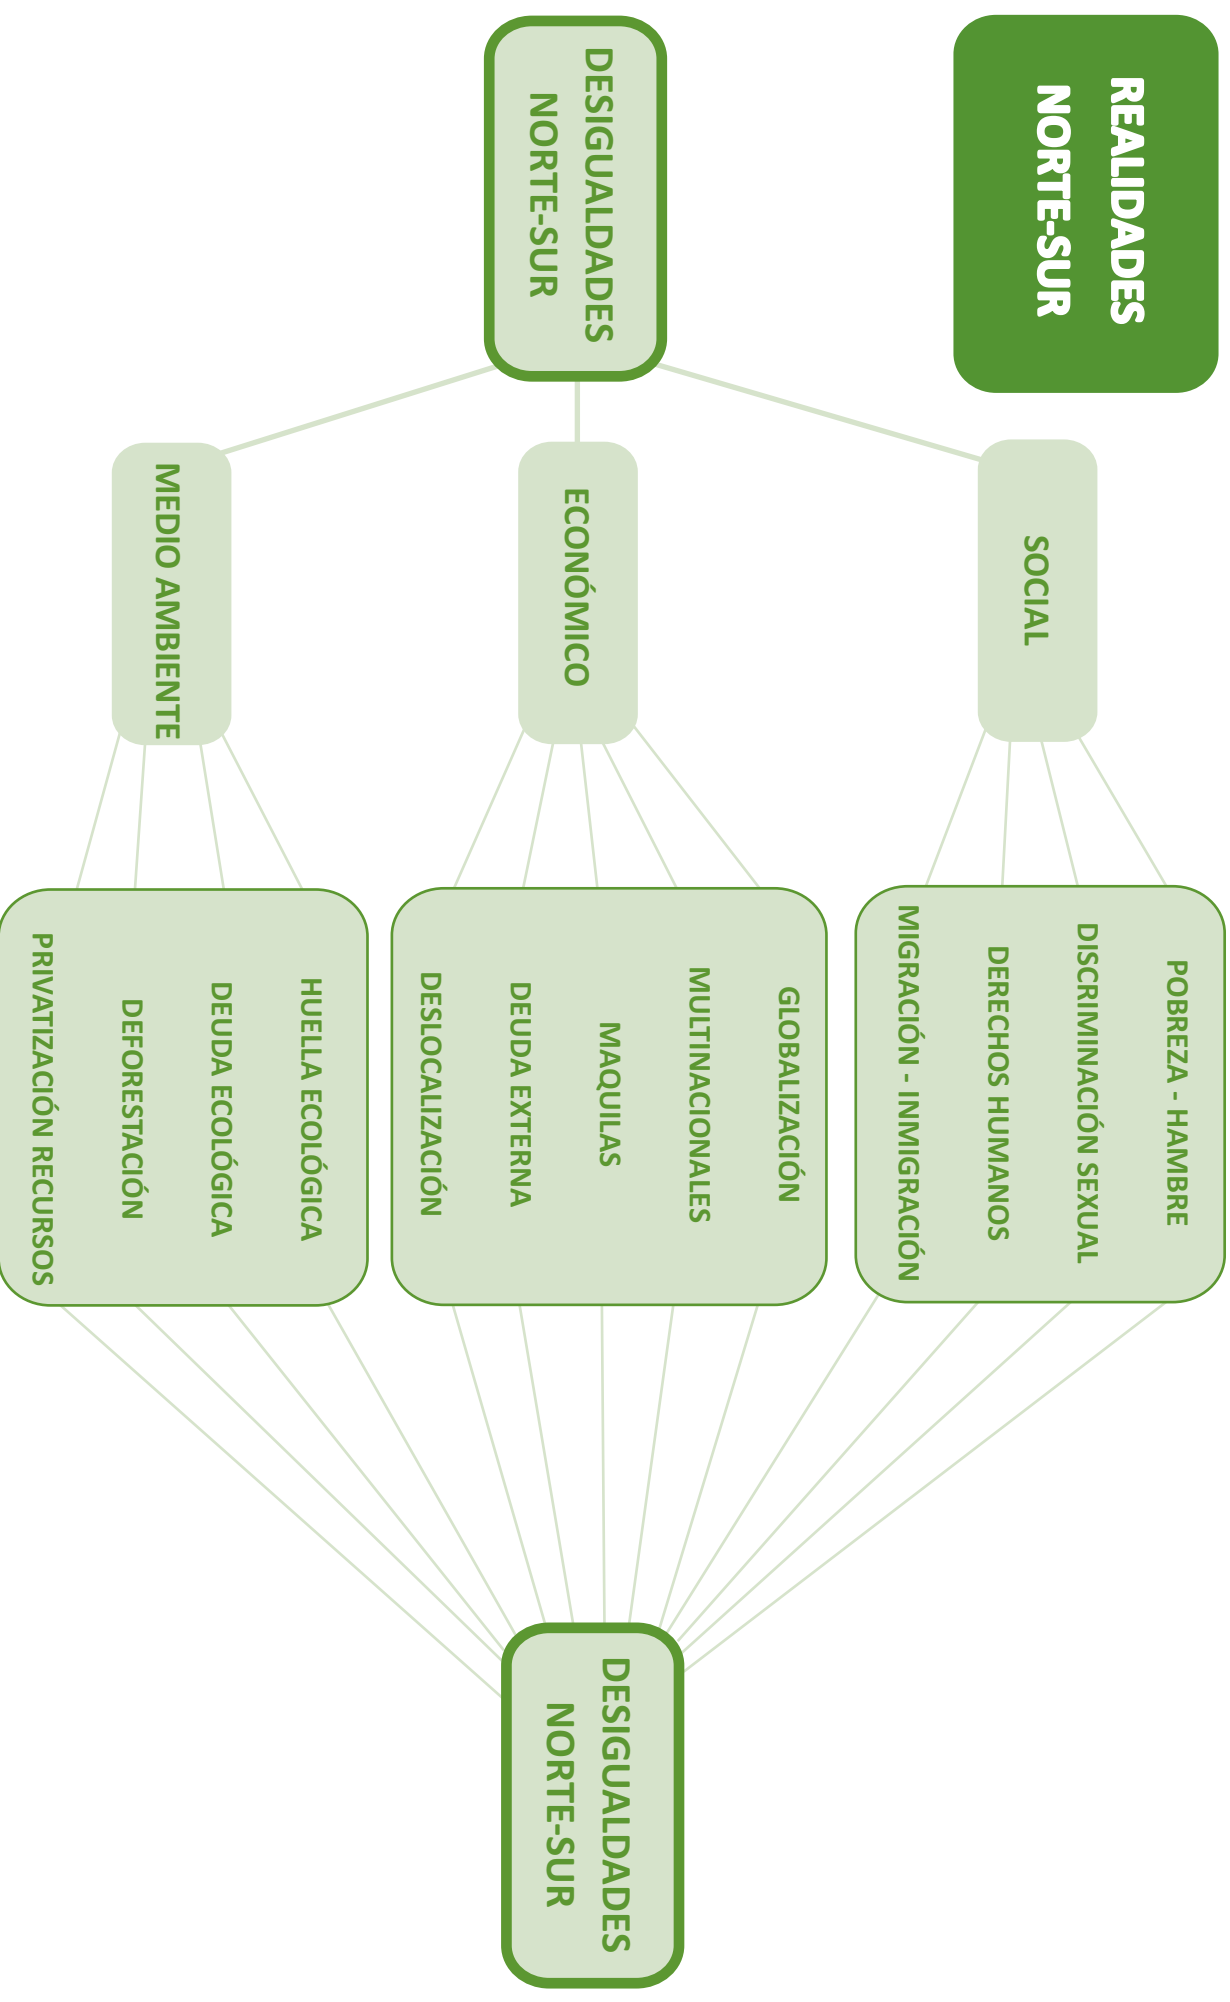 REALIDADES
NORTE-SUR
DESIGUALDADES
NORTE-SUR
SOCIAL
ECONÓMICO
MEDIO AMBIENTE
POBREZA - HAMBRE
DISCRIMINACIÓN SEXUAL
DERECHOS HUMANOS
MIGRACIÓN - INMIGRACIÓN
GLOBALIZACIÓN
MULTINACIONALES
MAQUILAS
DEUDA EXTERNA
DESLOCALIZACIÓN
HUELLA ECOLÓGICA
DEUDA ECOLÓGICA
DEFORESTACIÓN
PRIVATIZACIÓN RECURSOS
DESIGUALDADES
NORTE-SUR